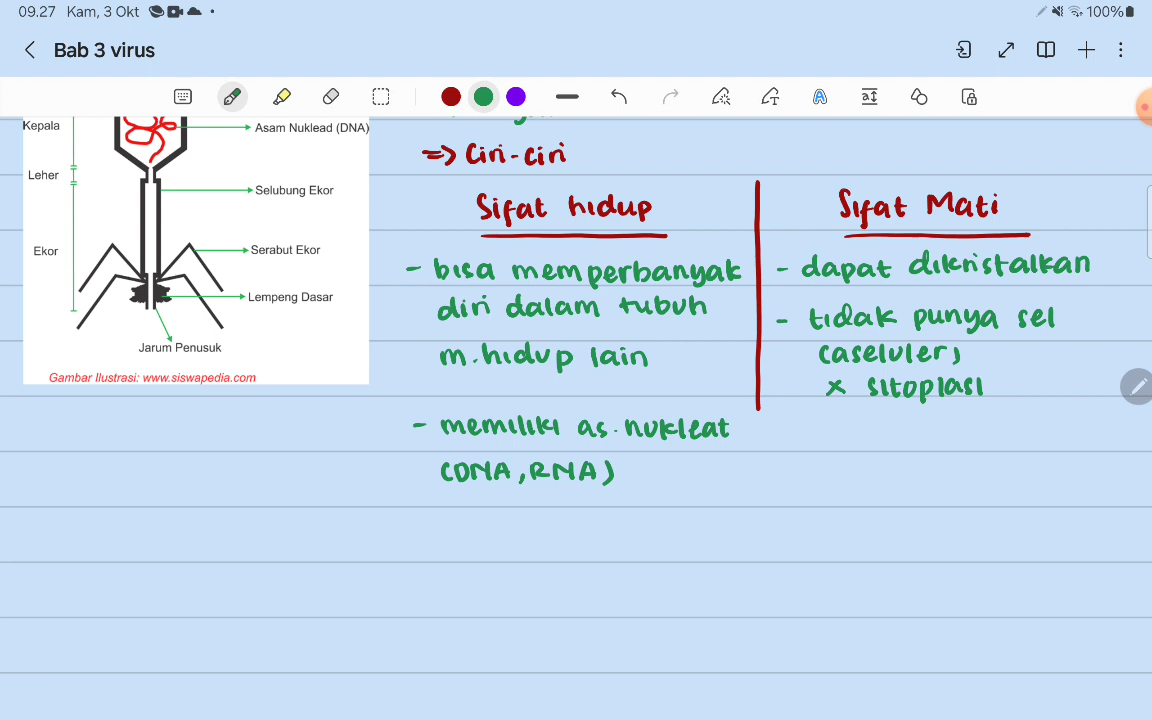 09.27 Kam, 3 Okt
100%
Bab 3 virus
Kepala
Asam Nuklead (DNA)
Leher
Selubung Ekor
Ekor
Serabut Ekor
Lempeng Dasar
Jarum Penusuk
Gambar Ilustrasi: www.siswapedia.com
=> Ciri-ciri
Sifat hidup
- bisa memperbanyak
diri dalam tubuh
m.hidup lain
- memiliki as.nukleat
(DNA, RNA)
Sifat Mati
- dapat dikristalkan
- tidak punya sel
(aseluler)
x sitoplasi